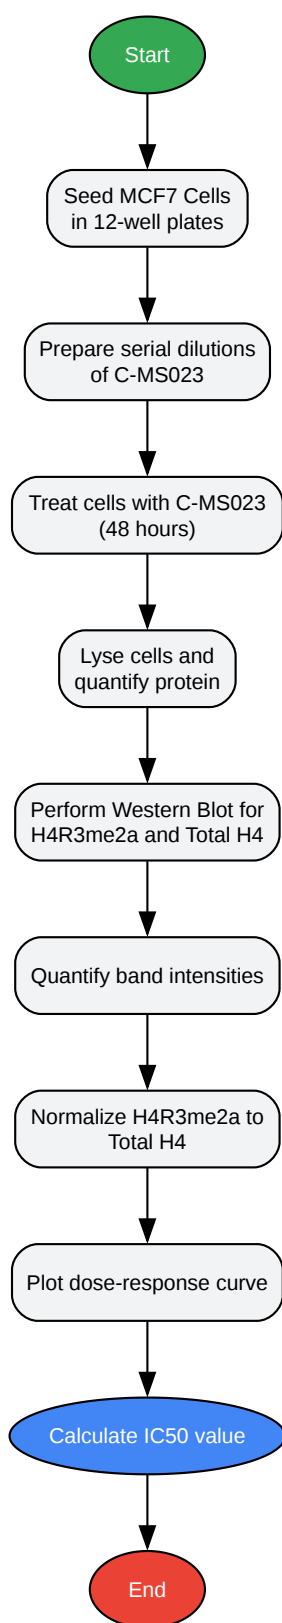 Start
Seed MCF7 Cells
in 12-well plates
Prepare serial dilutions
of C-MS023
Treat cells with C-MS023
(48 hours)
Lyse cells and
quantify protein
Perform Western Blot for
H4R3me2a and Total H4
Quantify band intensities
Normalize H4R3me2a to
Total H4
Plot dose-response curve
Calculate IC50 value
End